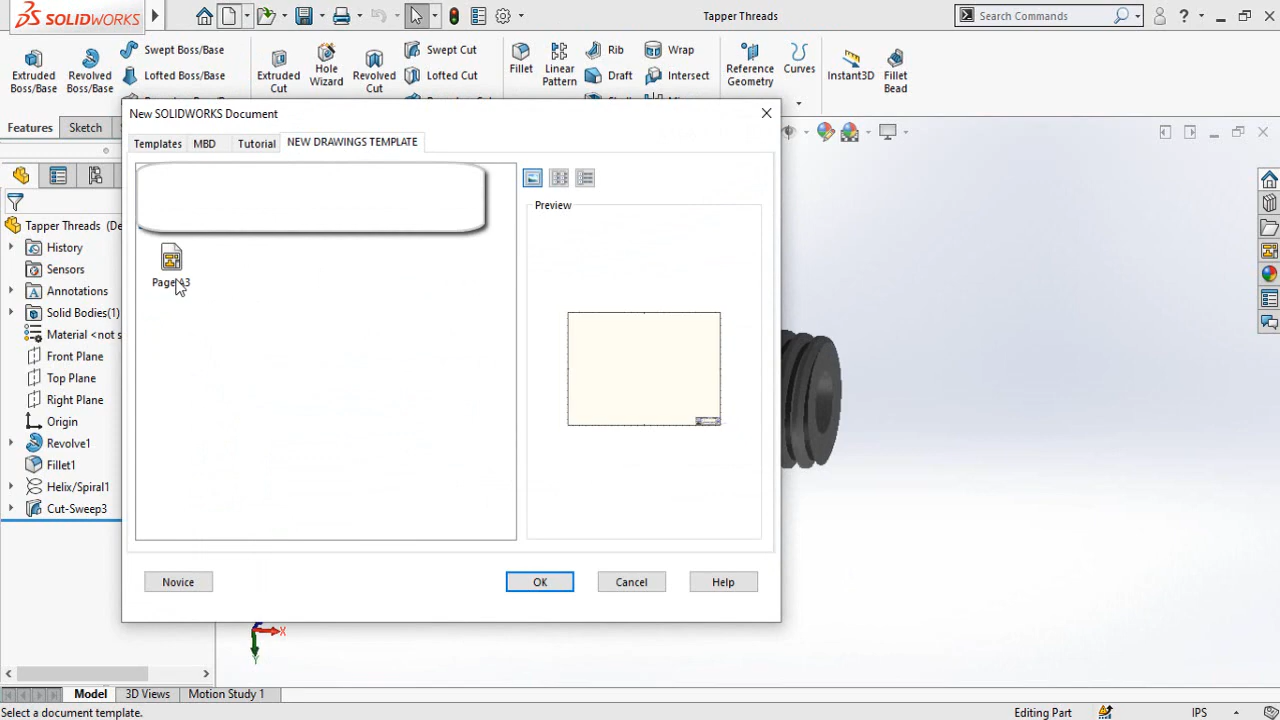 SOLIDWORKS
Tapper Threads
Search Commands
Extruded Boss/Base
Revolved Boss/Base
Swept Boss/Base
Lofted Boss/Base
Extruded Cut
Hole Wizard
Revolved Cut
Swept Cut
Lofted Cut
Fillet
Linear Pattern
Rib
Draft
Wrap
Intersect
Reference Geometry
Curves
Instant3D
Fillet Bead
Features
Sketch
New SOLIDWORKS Document
Templates
MBD
Tutorial
NEW DRAWINGS TEMPLATE
Preview
Novice
OK
Cancel
Help
Tapper Threads (De
History
Sensors
Annotations
Solid Bodies(1)
Material <not s
Front Plane
Top Plane
Right Plane
Origin
Revolve1
Fillet1
Helix/Spiral1
Cut-Sweep3
X
Y
Model
3D Views
Motion Study 1
Select a document template.
Editing Part
IPS